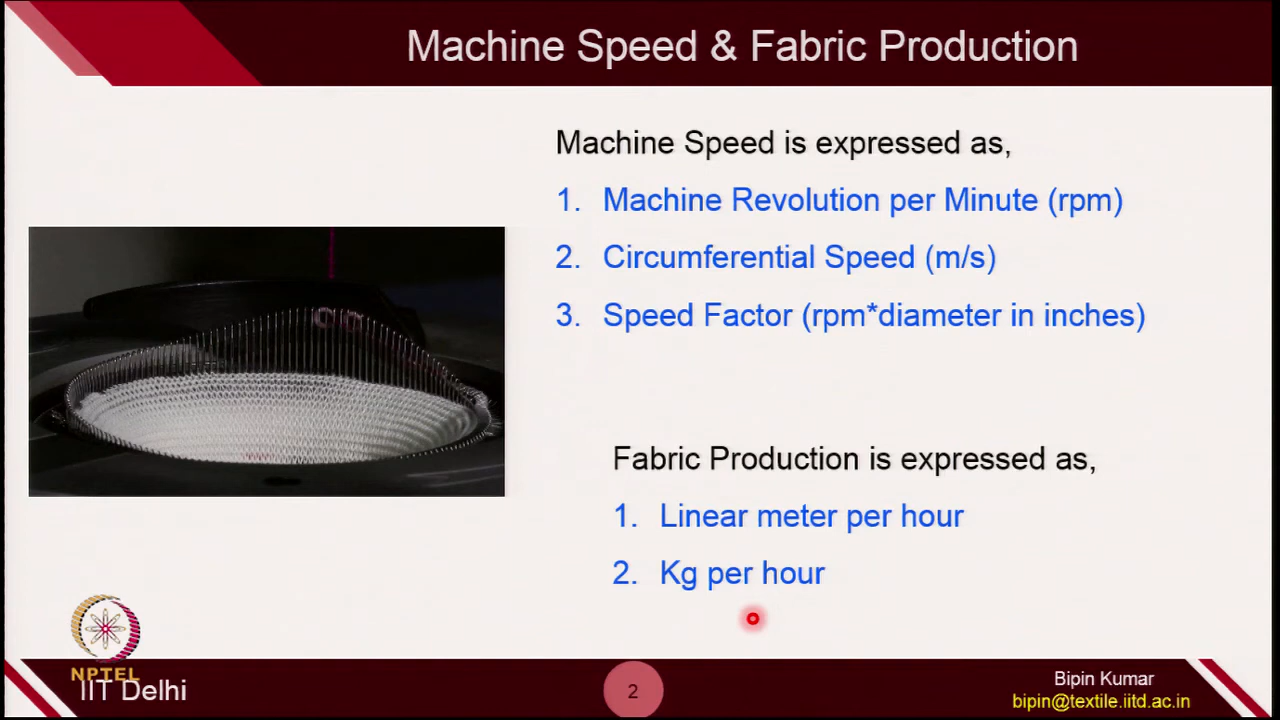 Machine Speed & Fabric Production
Machine Speed is expressed as,
1. Machine Revolution per Minute (rpm)
2. Circumferential Speed (m/s)
3. Speed Factor (rpm*diameter in inches)
Fabric Production is expressed as,
1. Linear meter per hour
2. Kg per hour
NPTEL
IIT Delhi
2
Bipin Kumar
bipin@textile.iitd.ac.in